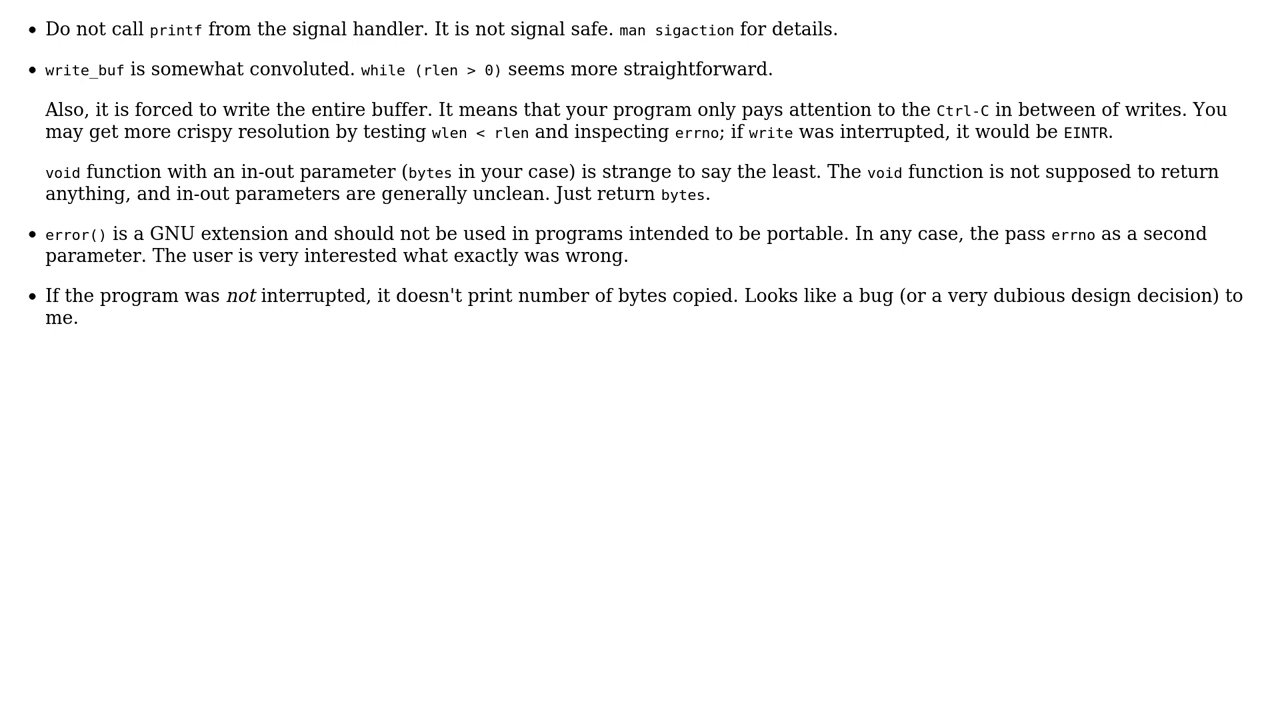 • Do not call printf from the signal handler. It is not signal safe. man sigaction for details.
• write_buf is somewhat convoluted. while (rlen > 0) seems more straightforward.
Also, it is forced to write the entire buffer. It means that your program only pays attention to the Ctrl-C in between of writes. You
may get more crispy resolution by testing wlen < rlen and inspecting errno; if write was interrupted, it would be EINTR.
void function with an in-out parameter (bytes in your case) is strange to say the least. The void function is not supposed to return
anything, and in-out parameters are generally unclean. Just return bytes.
• error() is a GNU extension and should not be used in programs intended to be portable. In any case, the pass errno as a second
parameter. The user is very interested what exactly was wrong.
• If the program was not interrupted, it doesn't print number of bytes copied. Looks like a bug (or a very dubious design decision) to
me.